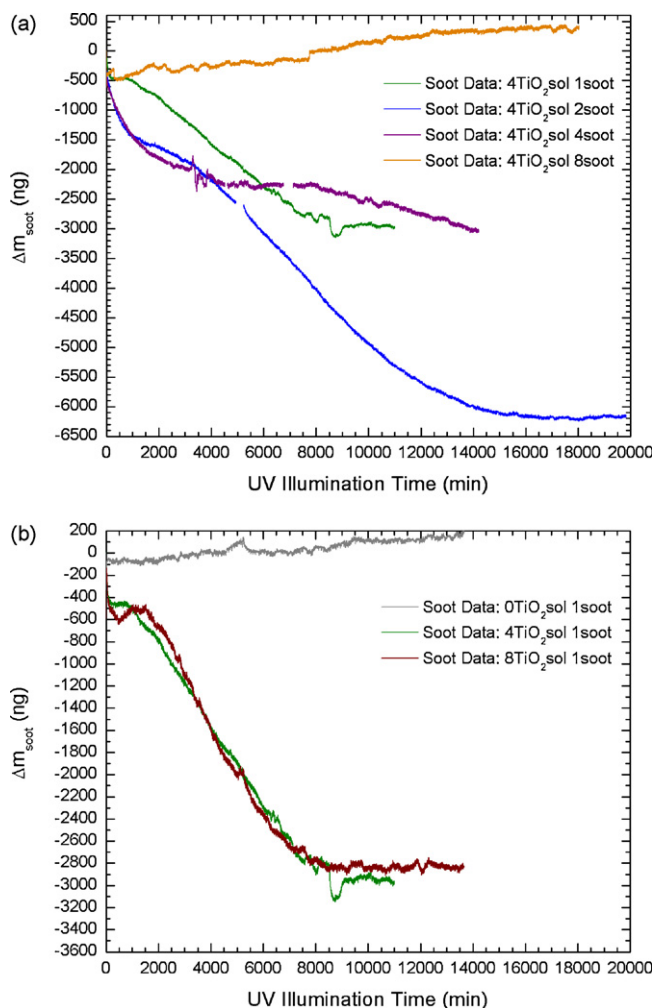 (a)
500
0
-500
-1000
-1500
-2000
-2500
-3000
-3500
-4000
-4500
-5000
-5500
-6000
-6500
Δm_soot (ng)
Soot Data: 4TiO₂sol 1soot
Soot Data: 4TiO₂sol 2soot
Soot Data: 4TiO₂sol 4soot
Soot Data: 4TiO₂sol 8soot
0 2000 4000 6000 8000 10000 12000 14000 16000 18000 20000
UV Illumination Time (min)
(b)
200
0
-200
-400
-600
-800
-1000
-1200
-1400
-1600
-1800
-2000
-2200
-2400
-2600
-2800
-3000
-3200
-3400
-3600
Δm_soot (ng)
Soot Data: 0TiO₂sol 1soot
Soot Data: 4TiO₂sol 1soot
Soot Data: 8TiO₂sol 1soot
0 2000 4000 6000 8000 10000 12000 14000 16000 18000 20000
UV Illumination Time (min)